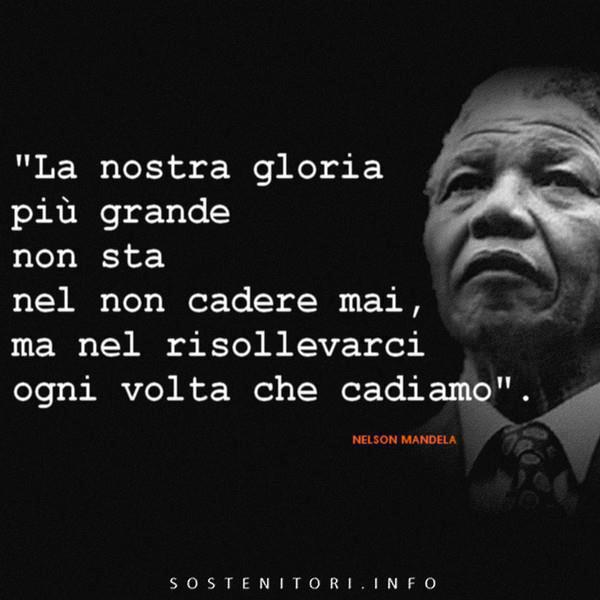 "La nostra gloria
più grande
non sta
nel non cadere mai,
ma nel risollevarci
ogni volta che cadiamo".
NELSON MANDELA
SOSTENITORI.INFO